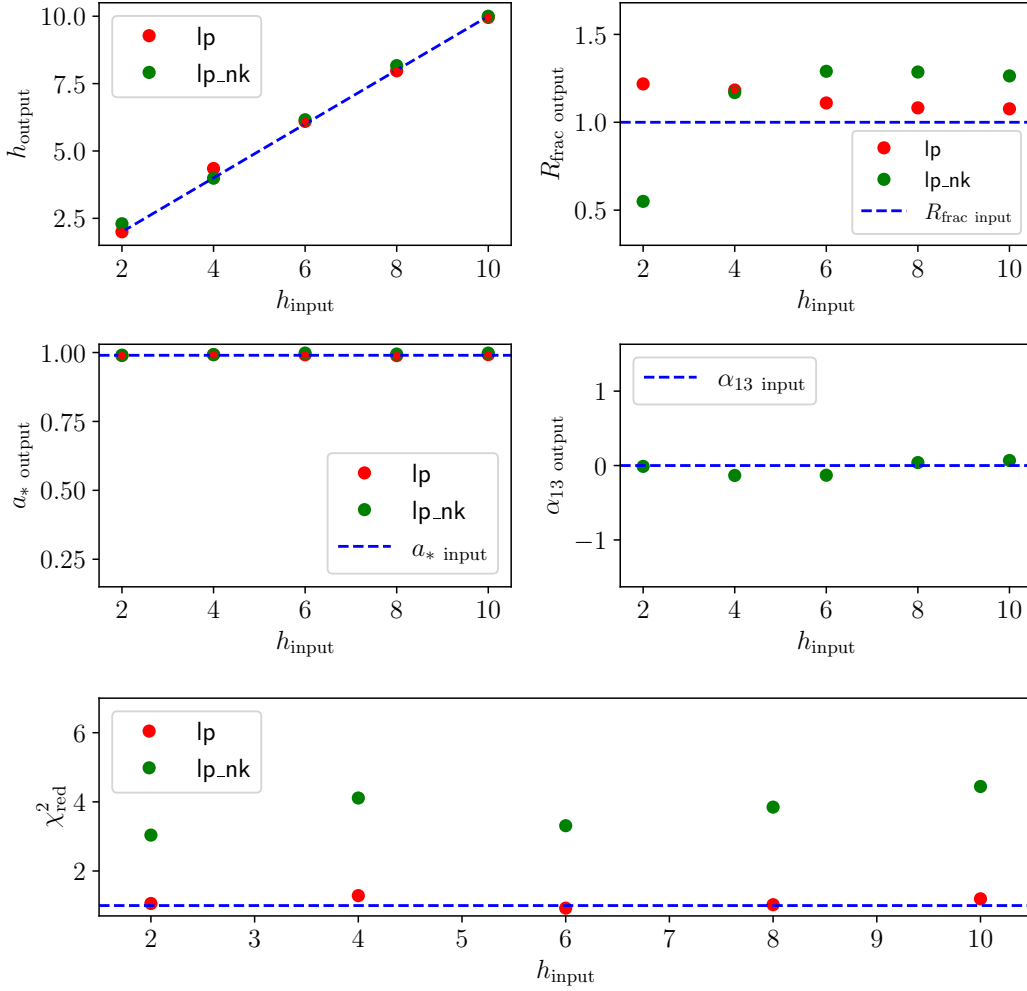 10.0
7.5
5.0
2.5
h_output
lp
lp_nk
2 4 6 8 10
h_input
1.5
1.0
0.5
R_frac output
lp
lp_nk
R_frac input
2 4 6 8 10
h_input
1.00
0.75
0.50
0.25
a_* output
lp
lp_nk
a_* input
2 4 6 8 10
h_input
1
0
−1
α_13 output
α_13 input
2 4 6 8 10
h_input
6
4
2
χ²_red
lp
lp_nk
2 3 4 5 6 7 8 9 10
h_input